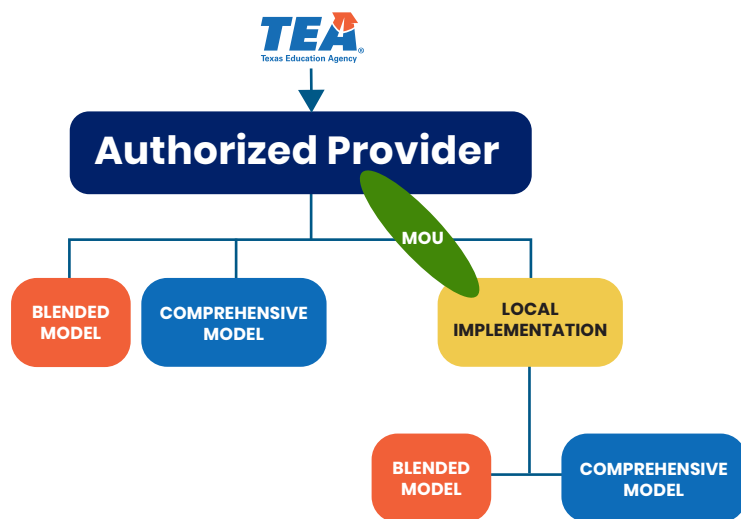 TEA®
Texas Education Agency
Authorized Provider
MOU
BLENDED
MODEL
COMPREHENSIVE
MODEL
LOCAL
IMPLEMENTATION
BLENDED
MODEL
COMPREHENSIVE
MODEL